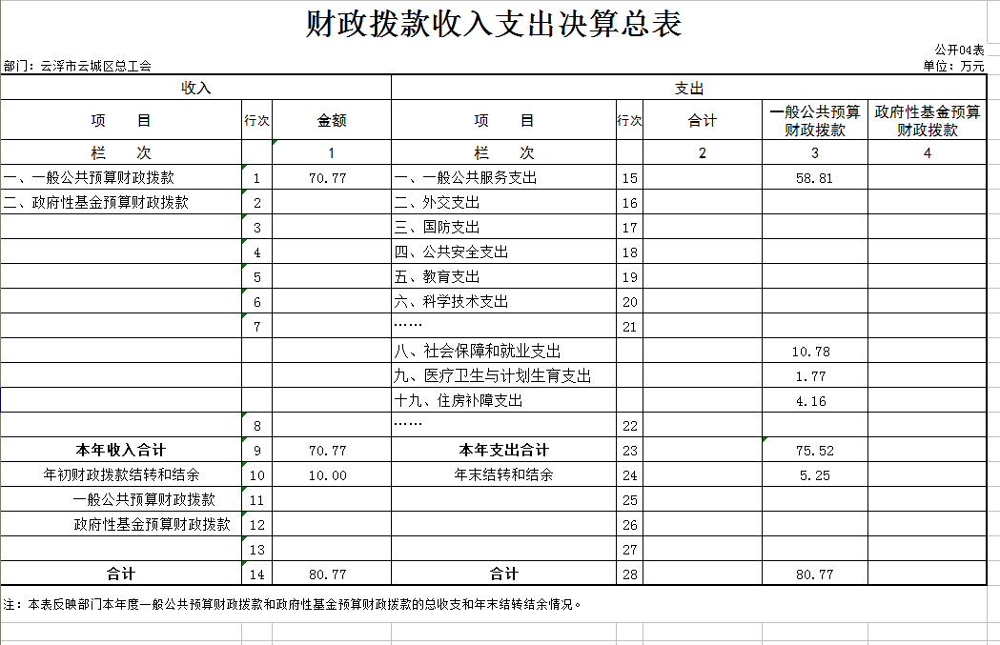 财政拨款收入支出决算总表
公开04表
部门：云浮市云城区总工会 单位：万元
收入 支出
项 目 行次 金额 项 目 行次 合计 一般公共预算财政拨款 政府性基金预算财政拨款
栏 次 1 栏 次 2 3 4
一、一般公共预算财政拨款 1 70.77 一、一般公共服务支出 15 58.81
二、政府性基金预算财政拨款 2 二、外交支出 16
3 三、国防支出 17
4 四、公共安全支出 18
5 五、教育支出 19
6 六、科学技术支出 20
7 …… 21
八、社会保障和就业支出 10.78
九、医疗卫生与计划生育支出 1.77
十九、住房补障支出 4.16
8 …… 22
本年收入合计 9 70.77 本年支出合计 23 75.52
年初财政拨款结转和结余 10 10.00 年末结转和结余 24 5.25
一般公共预算财政拨款 11 25
政府性基金预算财政拨款 12 26
13 27
合计 14 80.77 合计 28 80.77
注：本表反映部门本年度一般公共预算财政拨款和政府性基金预算财政拨款的总收支和年末结转结余情况。